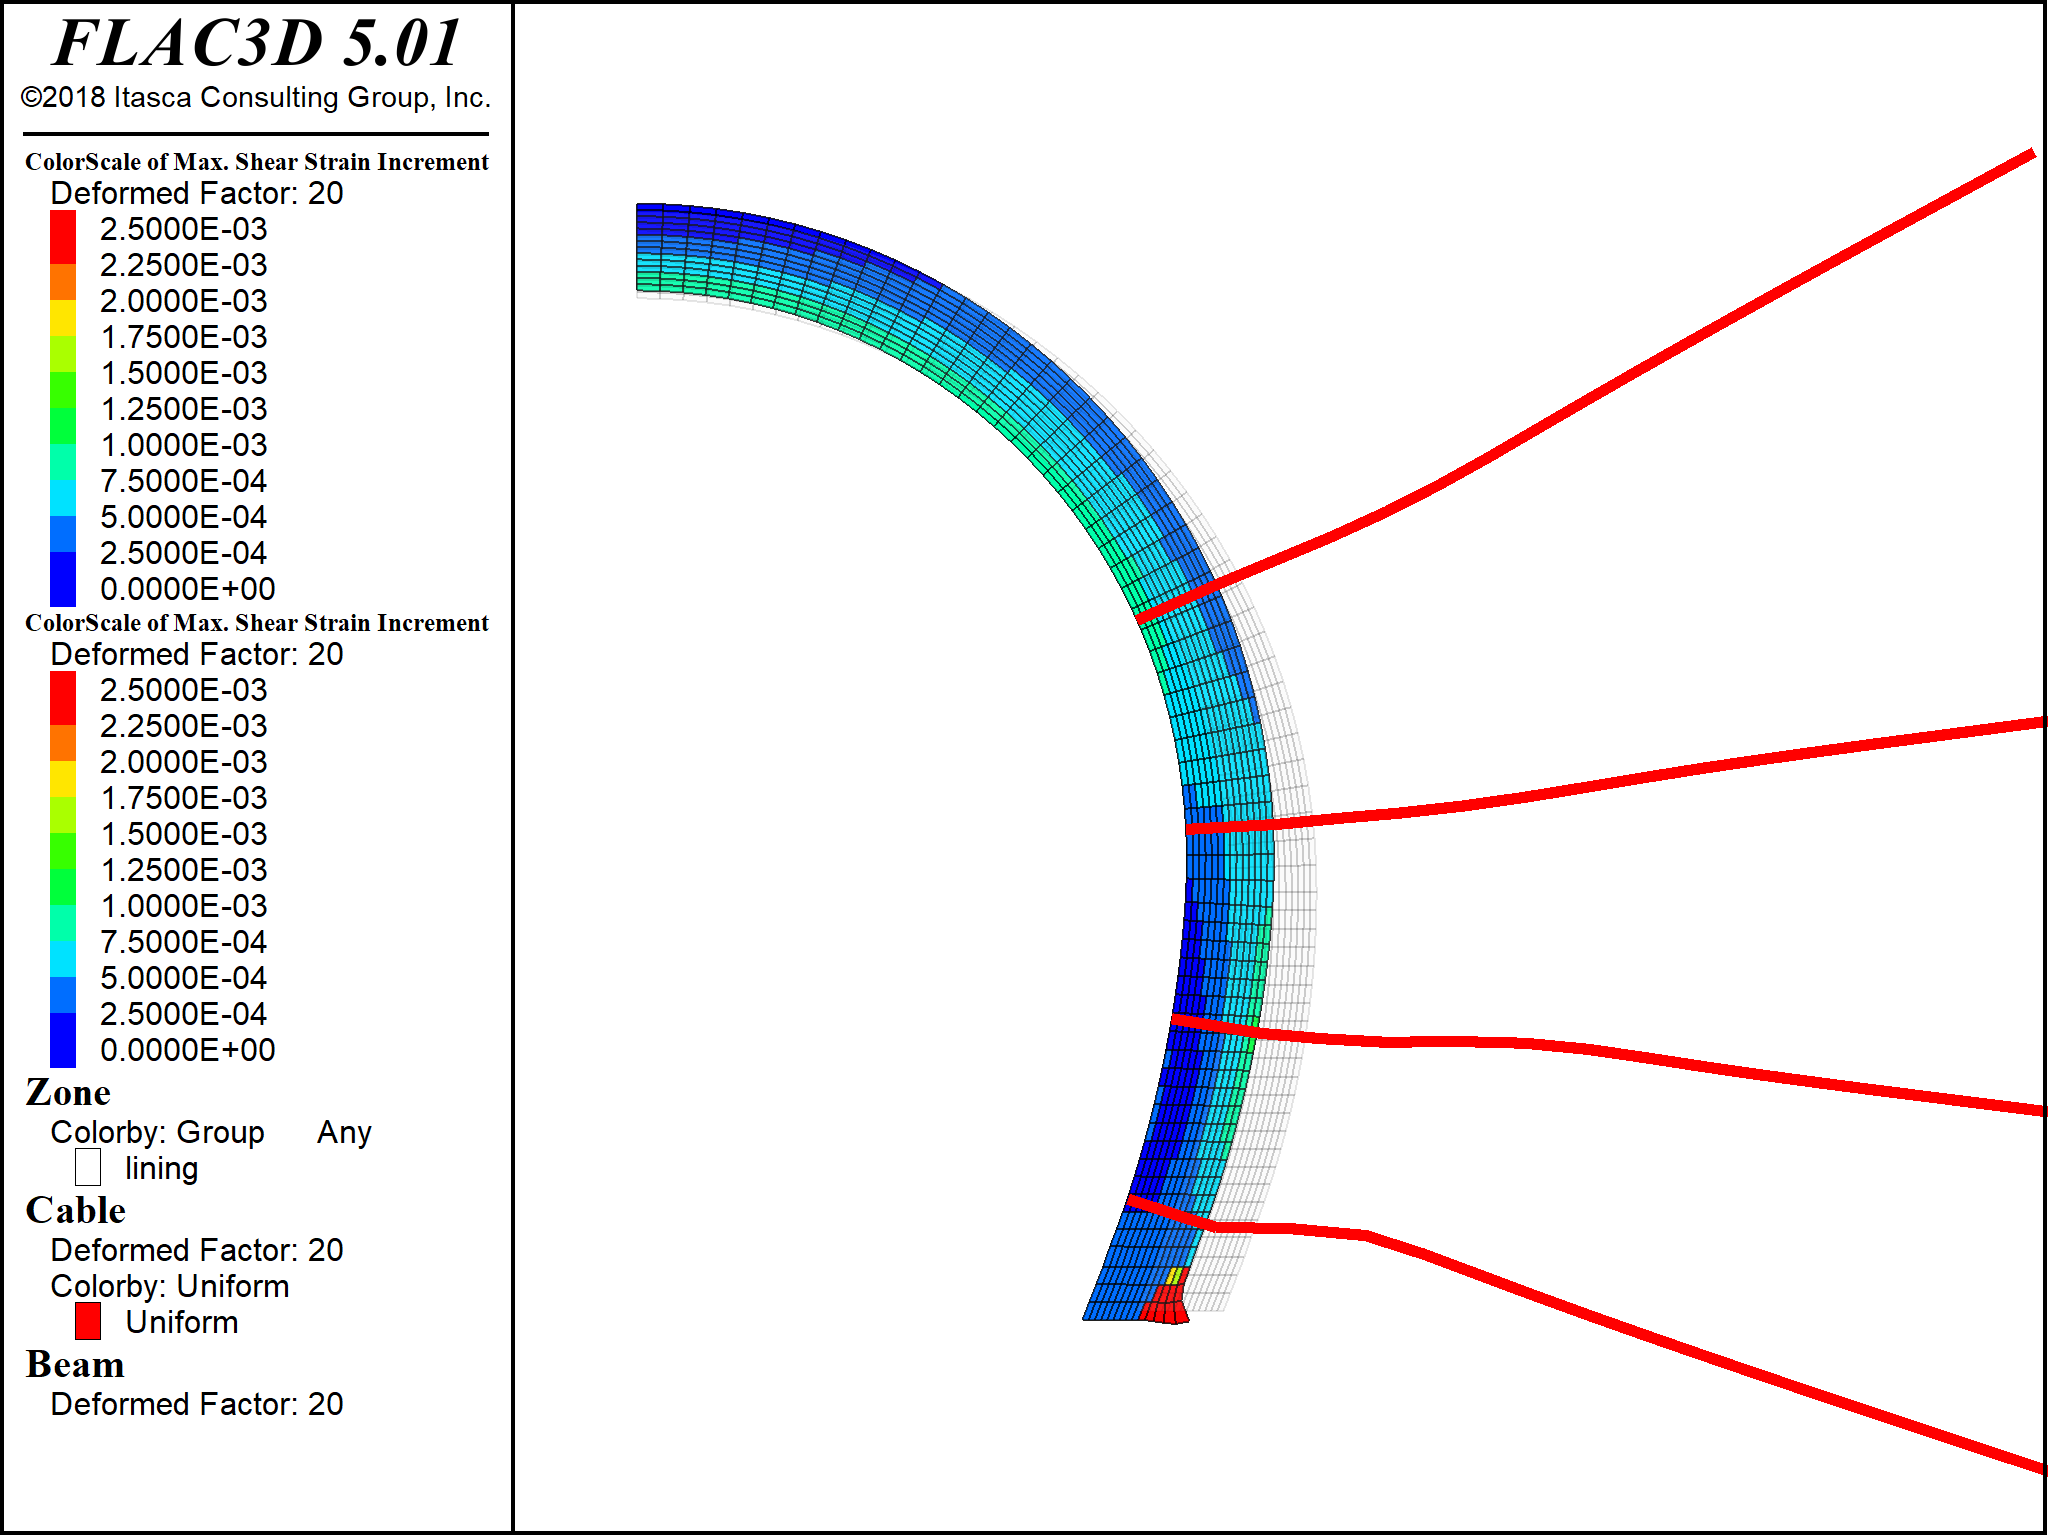 FLAC3D 5.01
©2018 Itasca Consulting Group, Inc.
ColorScale of Max. Shear Strain Increment
Deformed Factor: 20
2.5000E-03
2.2500E-03
2.0000E-03
1.7500E-03
1.5000E-03
1.2500E-03
1.0000E-03
7.5000E-04
5.0000E-04
2.5000E-04
0.0000E+00
ColorScale of Max. Shear Strain Increment
Deformed Factor: 20
2.5000E-03
2.2500E-03
2.0000E-03
1.7500E-03
1.5000E-03
1.2500E-03
1.0000E-03
7.5000E-04
5.0000E-04
2.5000E-04
0.0000E+00
Zone
Colorby: Group Any
lining
Cable
Deformed Factor: 20
Colorby: Uniform
Uniform
Beam
Deformed Factor: 20